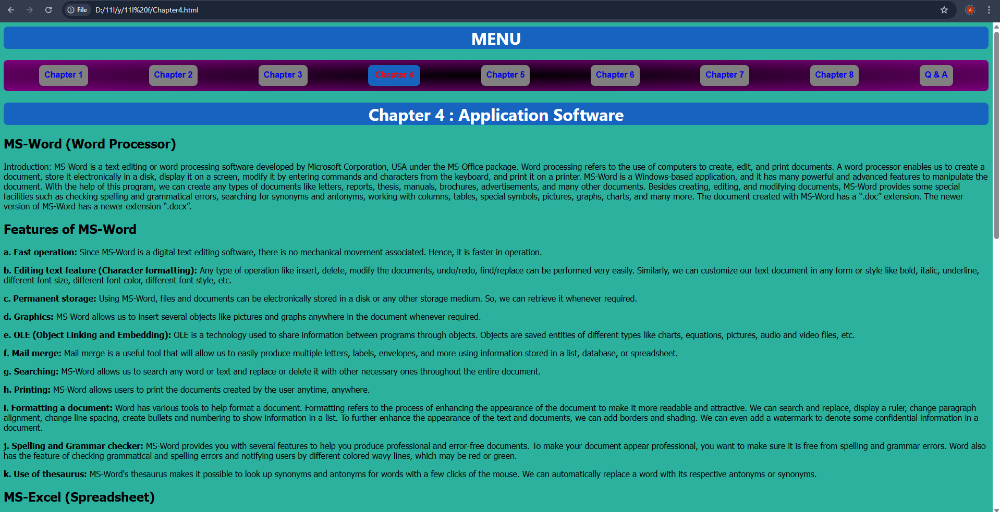 File D:/11I/y/11I%20f/Chapter4.html
A
MENU
Chapter 1 Chapter 2 Chapter 3 Chapter 4 Chapter 5 Chapter 6 Chapter 7 Chapter 8 Q & A
Chapter 4 : Application Software
MS-Word (Word Processor)
Introduction: MS-Word is a text editing or word processing software developed by Microsoft Corporation, USA under the MS-Office package. Word processing refers to the use of computers to create, edit, and print documents. A word processor enables us to create a
document, store it electronically in a disk, display it on a screen, modify it by entering commands and characters from the keyboard, and print it on a printer. MS-Word is a Windows-based application, and it has many powerful and advanced features to manipulate the
document. With the help of this program, we can create any types of documents like letters, reports, thesis, manuals, brochures, advertisements, and many other documents. Besides creating, editing, and modifying documents, MS-Word provides some special
facilities such as checking spelling and grammatical errors, searching for synonyms and antonyms, working with columns, tables, special symbols, pictures, graphs, charts, and many more. The document created with MS-Word has a “.doc” extension. The newer
version of MS-Word has a newer extension “.docx”.
Features of MS-Word
a. Fast operation: Since MS-Word is a digital text editing software, there is no mechanical movement associated. Hence, it is faster in operation.
b. Editing text feature (Character formatting): Any type of operation like insert, delete, modify the documents, undo/redo, find/replace can be performed very easily. Similarly, we can customize our text document in any form or style like bold, italic, underline,
different font size, different font color, different font style, etc.
c. Permanent storage: Using MS-Word, files and documents can be electronically stored in a disk or any other storage medium. So, we can retrieve it whenever required.
d. Graphics: MS-Word allows us to insert several objects like pictures and graphs anywhere in the document whenever required.
e. OLE (Object Linking and Embedding): OLE is a technology used to share information between programs through objects. Objects are saved entities of different types like charts, equations, pictures, audio and video files, etc.
f. Mail merge: Mail merge is a useful tool that will allow us to easily produce multiple letters, labels, envelopes, and more using information stored in a list, database, or spreadsheet.
g. Searching: MS-Word allows us to search any word or text and replace or delete it with other necessary ones throughout the entire document.
h. Printing: MS-Word allows users to print the documents created by the user anytime, anywhere.
i. Formatting a document: Word has various tools to help format a document. Formatting refers to the process of enhancing the appearance of the document to make it more readable and attractive. We can search and replace, display a ruler, change paragraph
alignment, change line spacing, create bullets and numbering to show information in a list. To further enhance the appearance of the text and documents, we can add borders and shading. We can even add a watermark to denote some confidential information in a
document.
j. Spelling and Grammar checker: MS-Word provides you with several features to help you produce professional and error-free documents. To make your document appear professional, you want to make sure it is free from spelling and grammar errors. Word also
has the feature of checking grammatical and spelling errors and notifying users by different colored wavy lines, which may be red or green.
k. Use of thesaurus: MS-Word's thesaurus makes it possible to look up synonyms and antonyms for words with a few clicks of the mouse. We can automatically replace a word with its respective antonyms or synonyms.
MS-Excel (Spreadsheet)